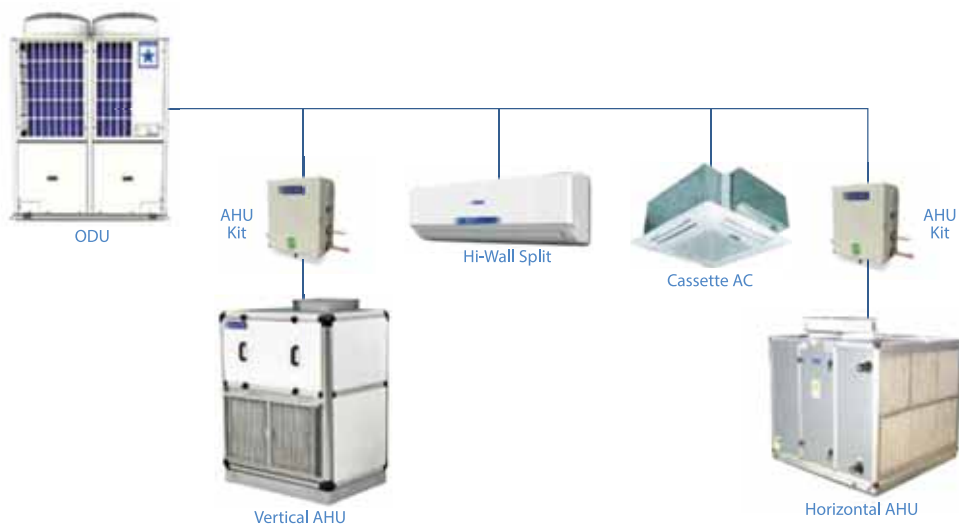 ODU
AHU
Kit
Hi-Wall Split
Cassette AC
AHU
Kit
Vertical AHU
Horizontal AHU